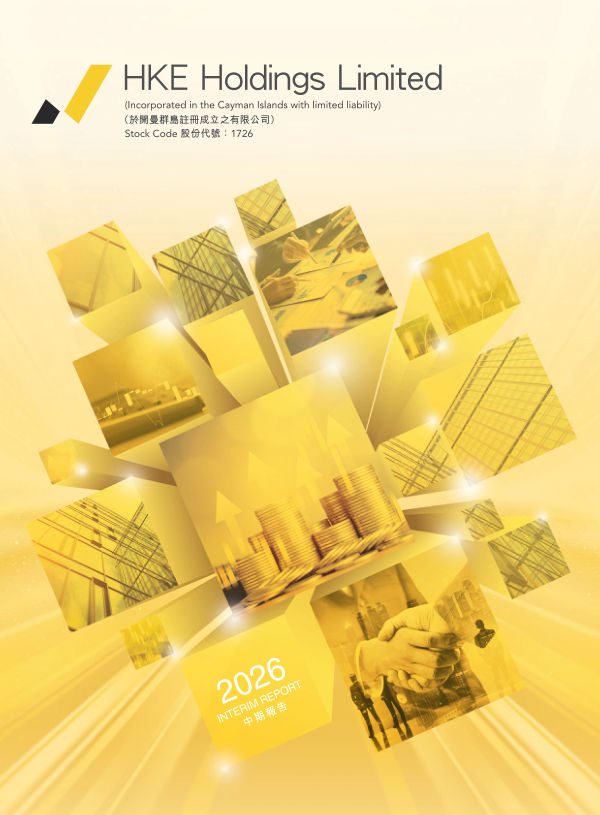 HKE Holdings Limited
(Incorporated in the Cayman Islands with limited liability)
(於開曼群島註冊成立之有限公司)
Stock Code 股份代號：1726
2026
INTERIM REPORT
中期報告